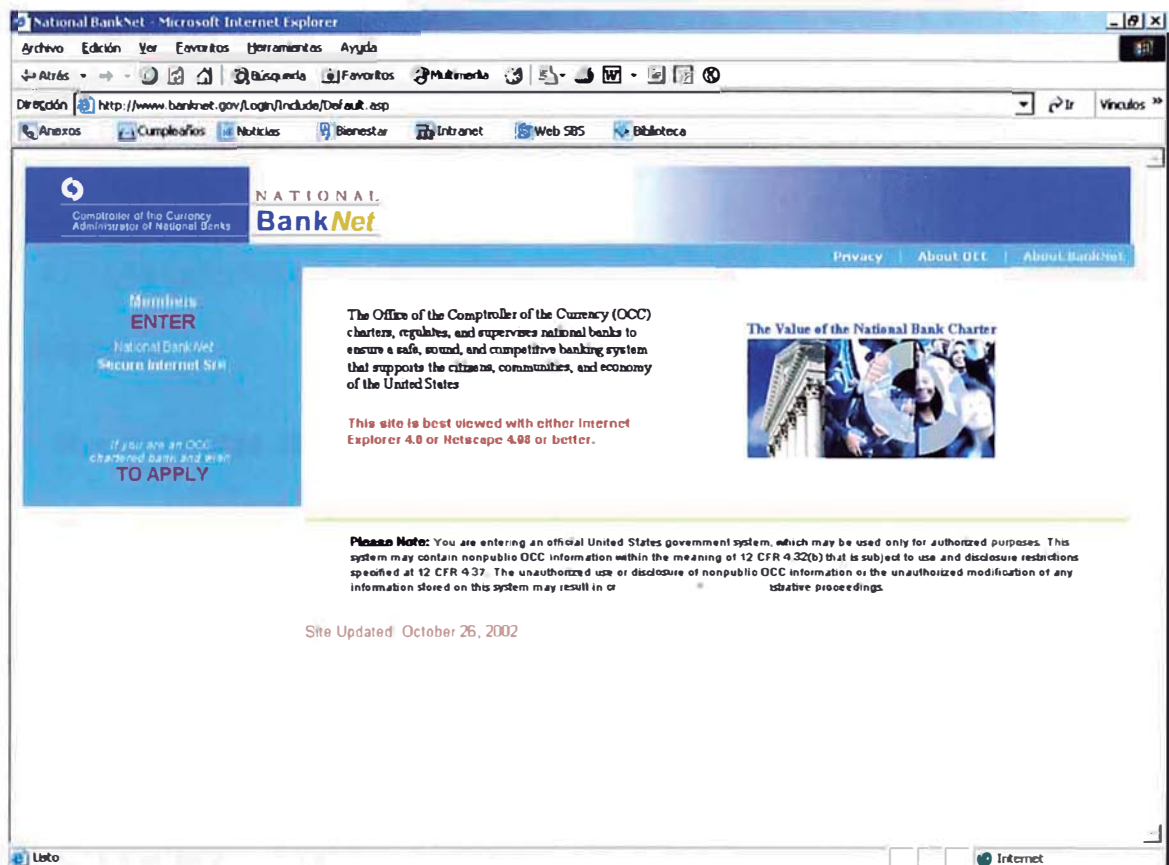 National BankNet - Microsoft Internet Explorer
Archivo Edición Ver Favoritos Herramientas Ayuda
Atrás Búsqueda Favoritos Multimedia
Dirección http://www.banknet.gov/Login/Include/Default.asp Ir Vínculos »
Anexos Cumpleaños Noticias Bienestar Intranet Web SBS Biblioteca
Comptroller of the Currency
Administrator of National Banks
NATIONAL
BankNet
Privacy | About OCC | About BankNet
Members
ENTER
National BankNet
Secure Internet Site
If you are an OCC
chartered bank and wish
TO APPLY
The Office of the Comptroller of the Currency (OCC)
charters, regulates, and supervises national banks to
ensure a safe, sound, and competitive banking system
that supports the citizens, communities, and economy
of the United States
This site is best viewed with either Internet
Explorer 4.0 or Netscape 4.08 or better.
The Value of the National Bank Charter
Please Note: You are entering an official United States government system, which may be used only for authorized purposes. This
system may contain nonpublic OCC information within the meaning of 12 CFR 4.32(b) that is subject to use and disclosure restrictions
specified at 12 CFR 4.37. The unauthorized use or disclosure of nonpublic OCC information or the unauthorized modification of any
information stored on this system may result in cr istrative proceedings.
Site Updated October 26, 2002
Listo
Internet